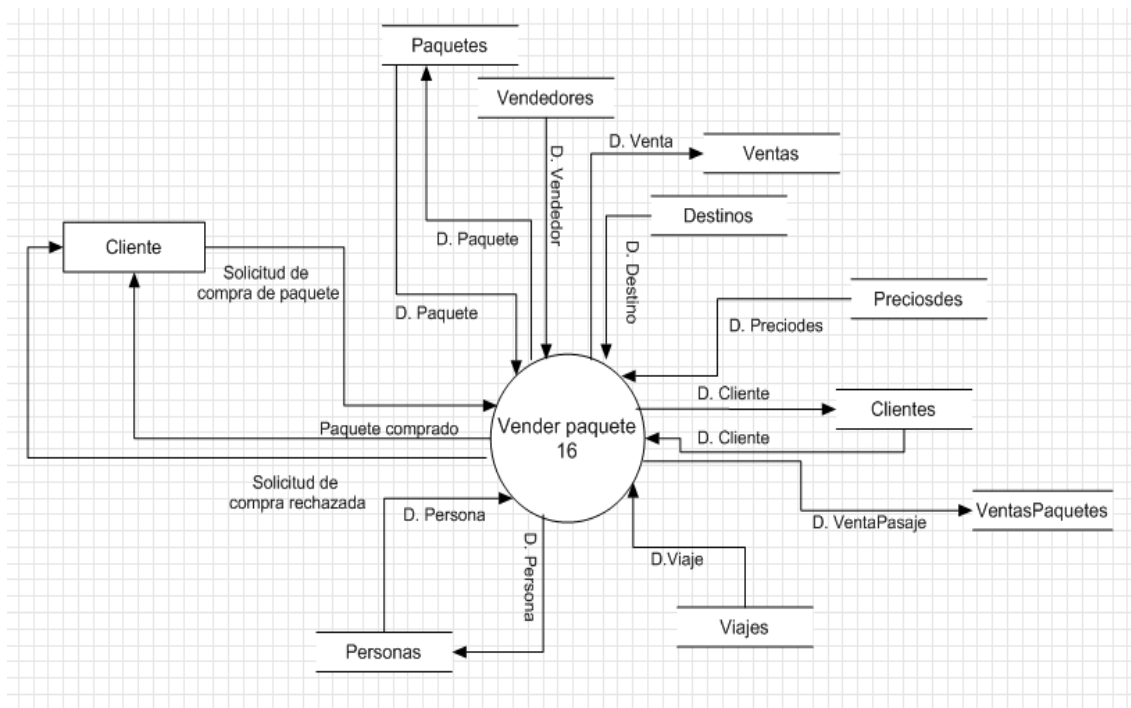 Paquetes
Vendedores
D. Venta
Ventas
D. Vendedor
Destinos
D. Paquete
Cliente
Solicitud de
compra de paquete
D. Destino
Preciosdes
D. Paquete
D. Preciodes
D. Cliente
Clientes
Paquete comprado
Vender paquete
16
D. Cliente
Solicitud de
compra rechazada
D. Persona
VentasPaquetes
D. VentaPasaje
D. Persona
D.Viaje
Viajes
Personas